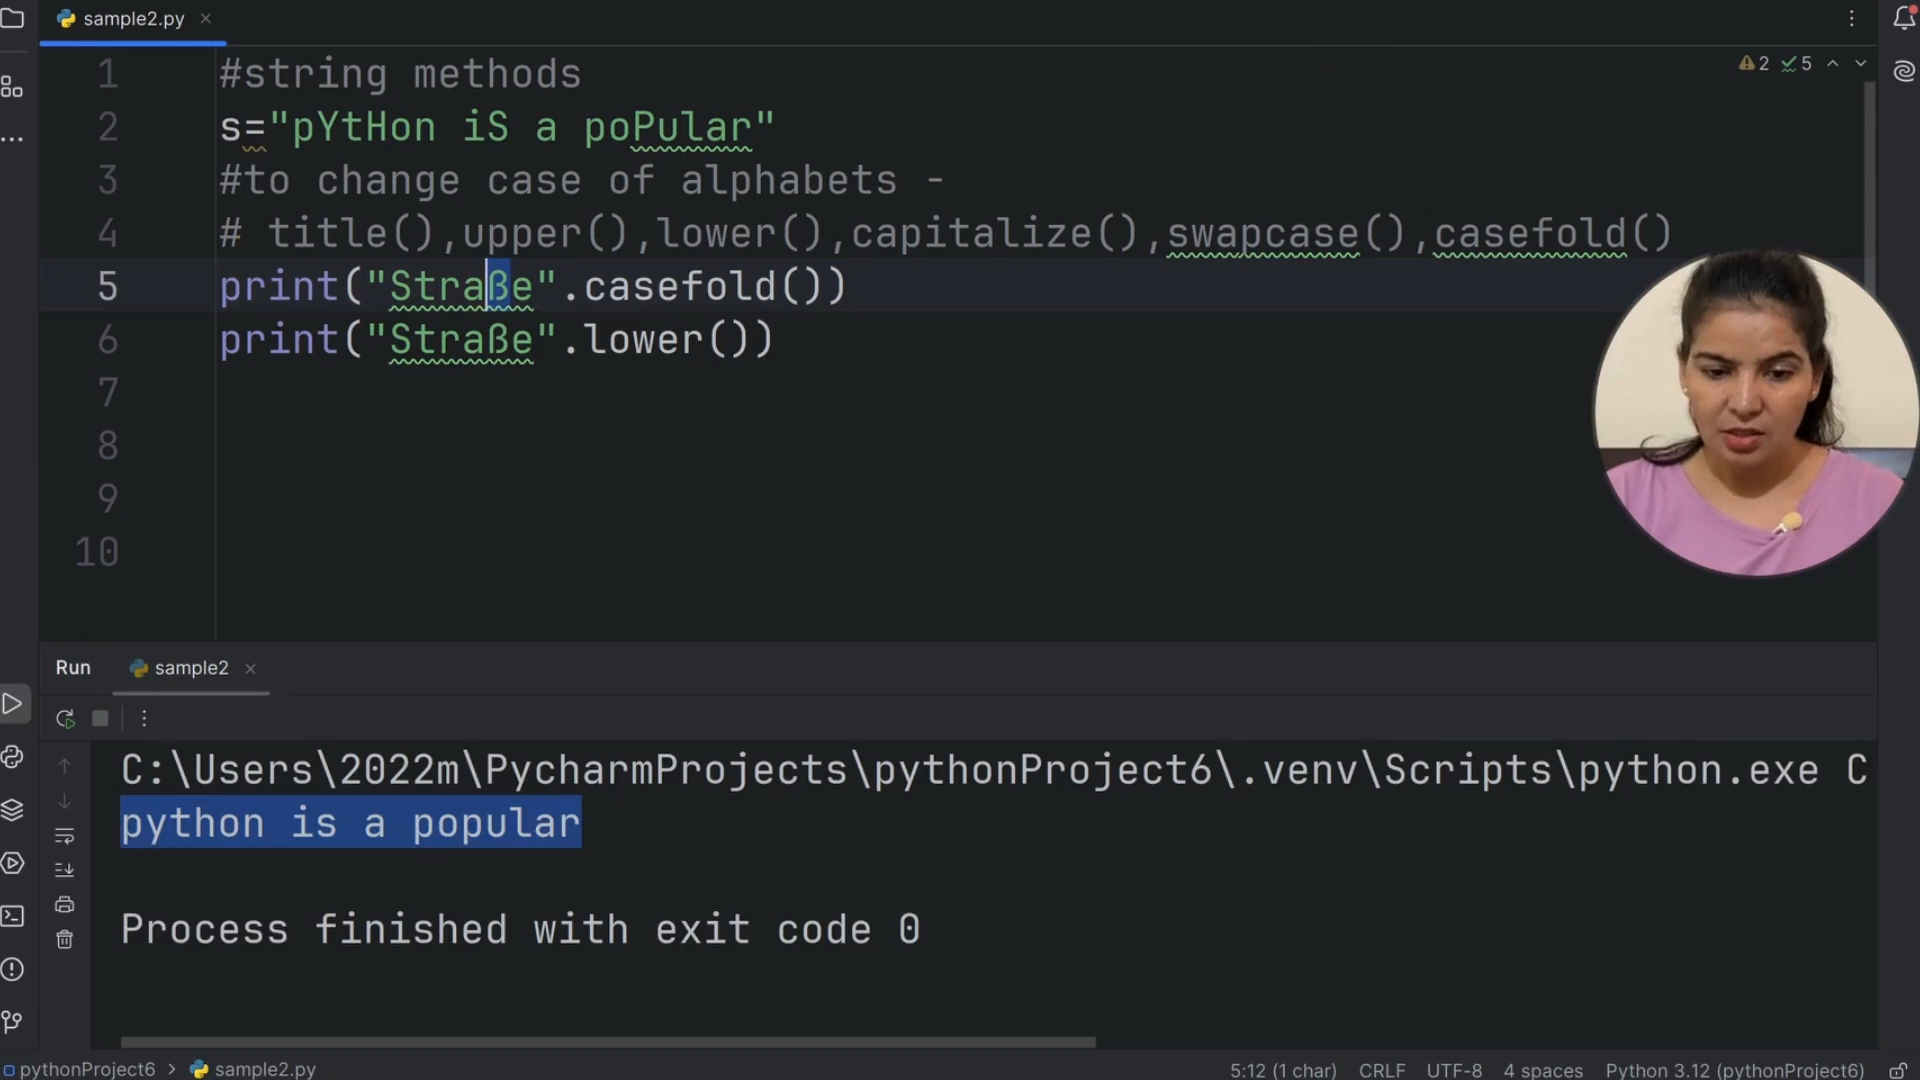 sample2.py
1 #string methods
2 s="pYtHon iS a poPular"
3 #to change case of alphabets -
4 # title(),upper(),lower(),capitalize(),swapcase(),casefold()
5 print("Straße".casefold())
6 print("Straße".lower())
7
8
9
10
2 5
Run sample2
C:\Users\2022m\PycharmProjects\pythonProject6\.venv\Scripts\python.exe C
python is a popular
Process finished with exit code 0
pythonProject6 > sample2.py 5:12 (1 char) CRLF UTF-8 4 spaces Python 3.12 (pythonProject6)